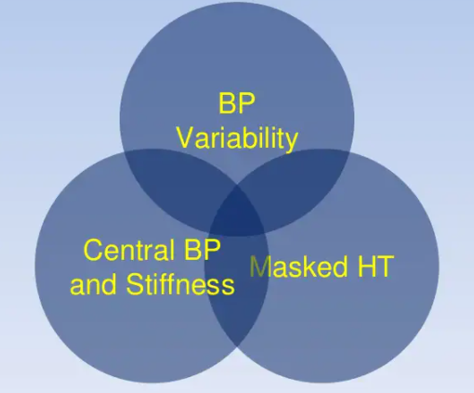 BP
Variability
Central BP
and Stiffness
Masked HT